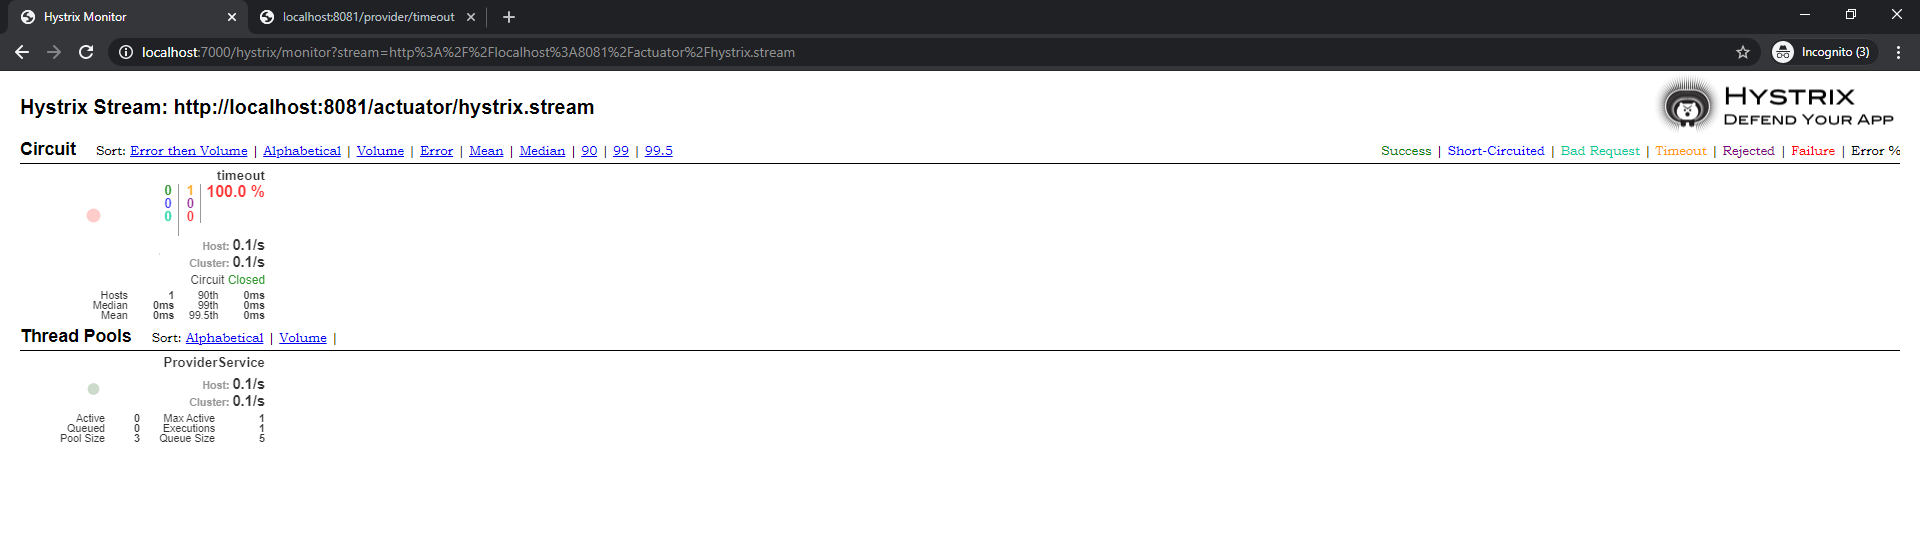 Hystrix Monitor
localhost:8081/provider/timeout
localhost:7000/hystrix/monitor?stream=http%3A%2F%2Flocalhost%3A8081%2Factuator%2Fhystrix.stream
Incognito (3)
Hystrix Stream: http://localhost:8081/actuator/hystrix.stream
HYSTRIX
DEFEND YOUR APP
Circuit Sort: Error then Volume | Alphabetical | Volume | Error | Mean | Median | 90 | 99 | 99.5
Success | Short-Circuited | Bad Request | Timeout | Rejected | Failure | Error %
timeout
0 1 100.0 %
0 0
0 0
Host: 0.1/s
Cluster: 0.1/s
Circuit Closed
Hosts 1 90th 0ms
Median 0ms 99th 0ms
Mean 0ms 99.5th 0ms
Thread Pools Sort: Alphabetical | Volume |
ProviderService
Host: 0.1/s
Cluster: 0.1/s
Active 0 Max Active 1
Queued 0 Executions 1
Pool Size 3 Queue Size 5